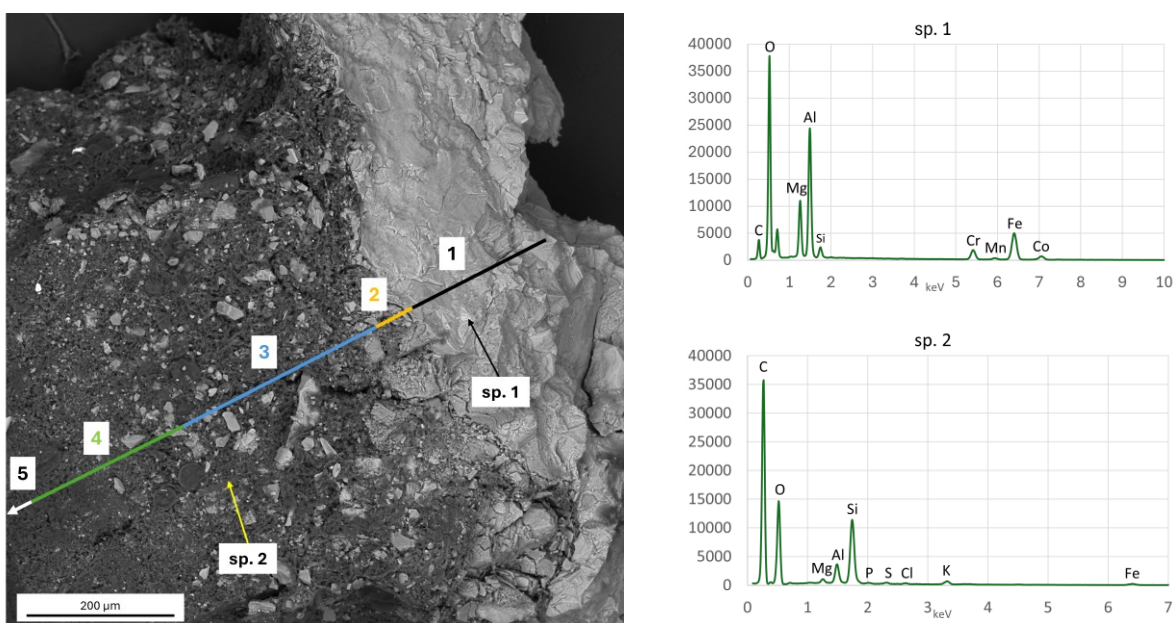 1
2
3
4
5
sp. 1
sp. 2
200 µm
sp. 1
40000
35000
30000
25000
20000
15000
10000
5000
0
O
Al
Mg
C
Si
Cr
Mn
Fe
Co
0 1 2 3 4 5 6 7 8 9 10
keV
sp. 2
40000
35000
30000
25000
20000
15000
10000
5000
0
C
O
Si
Al
Mg
P
S
Cl
K
Fe
0 1 2 3 4 5 6 7
keV